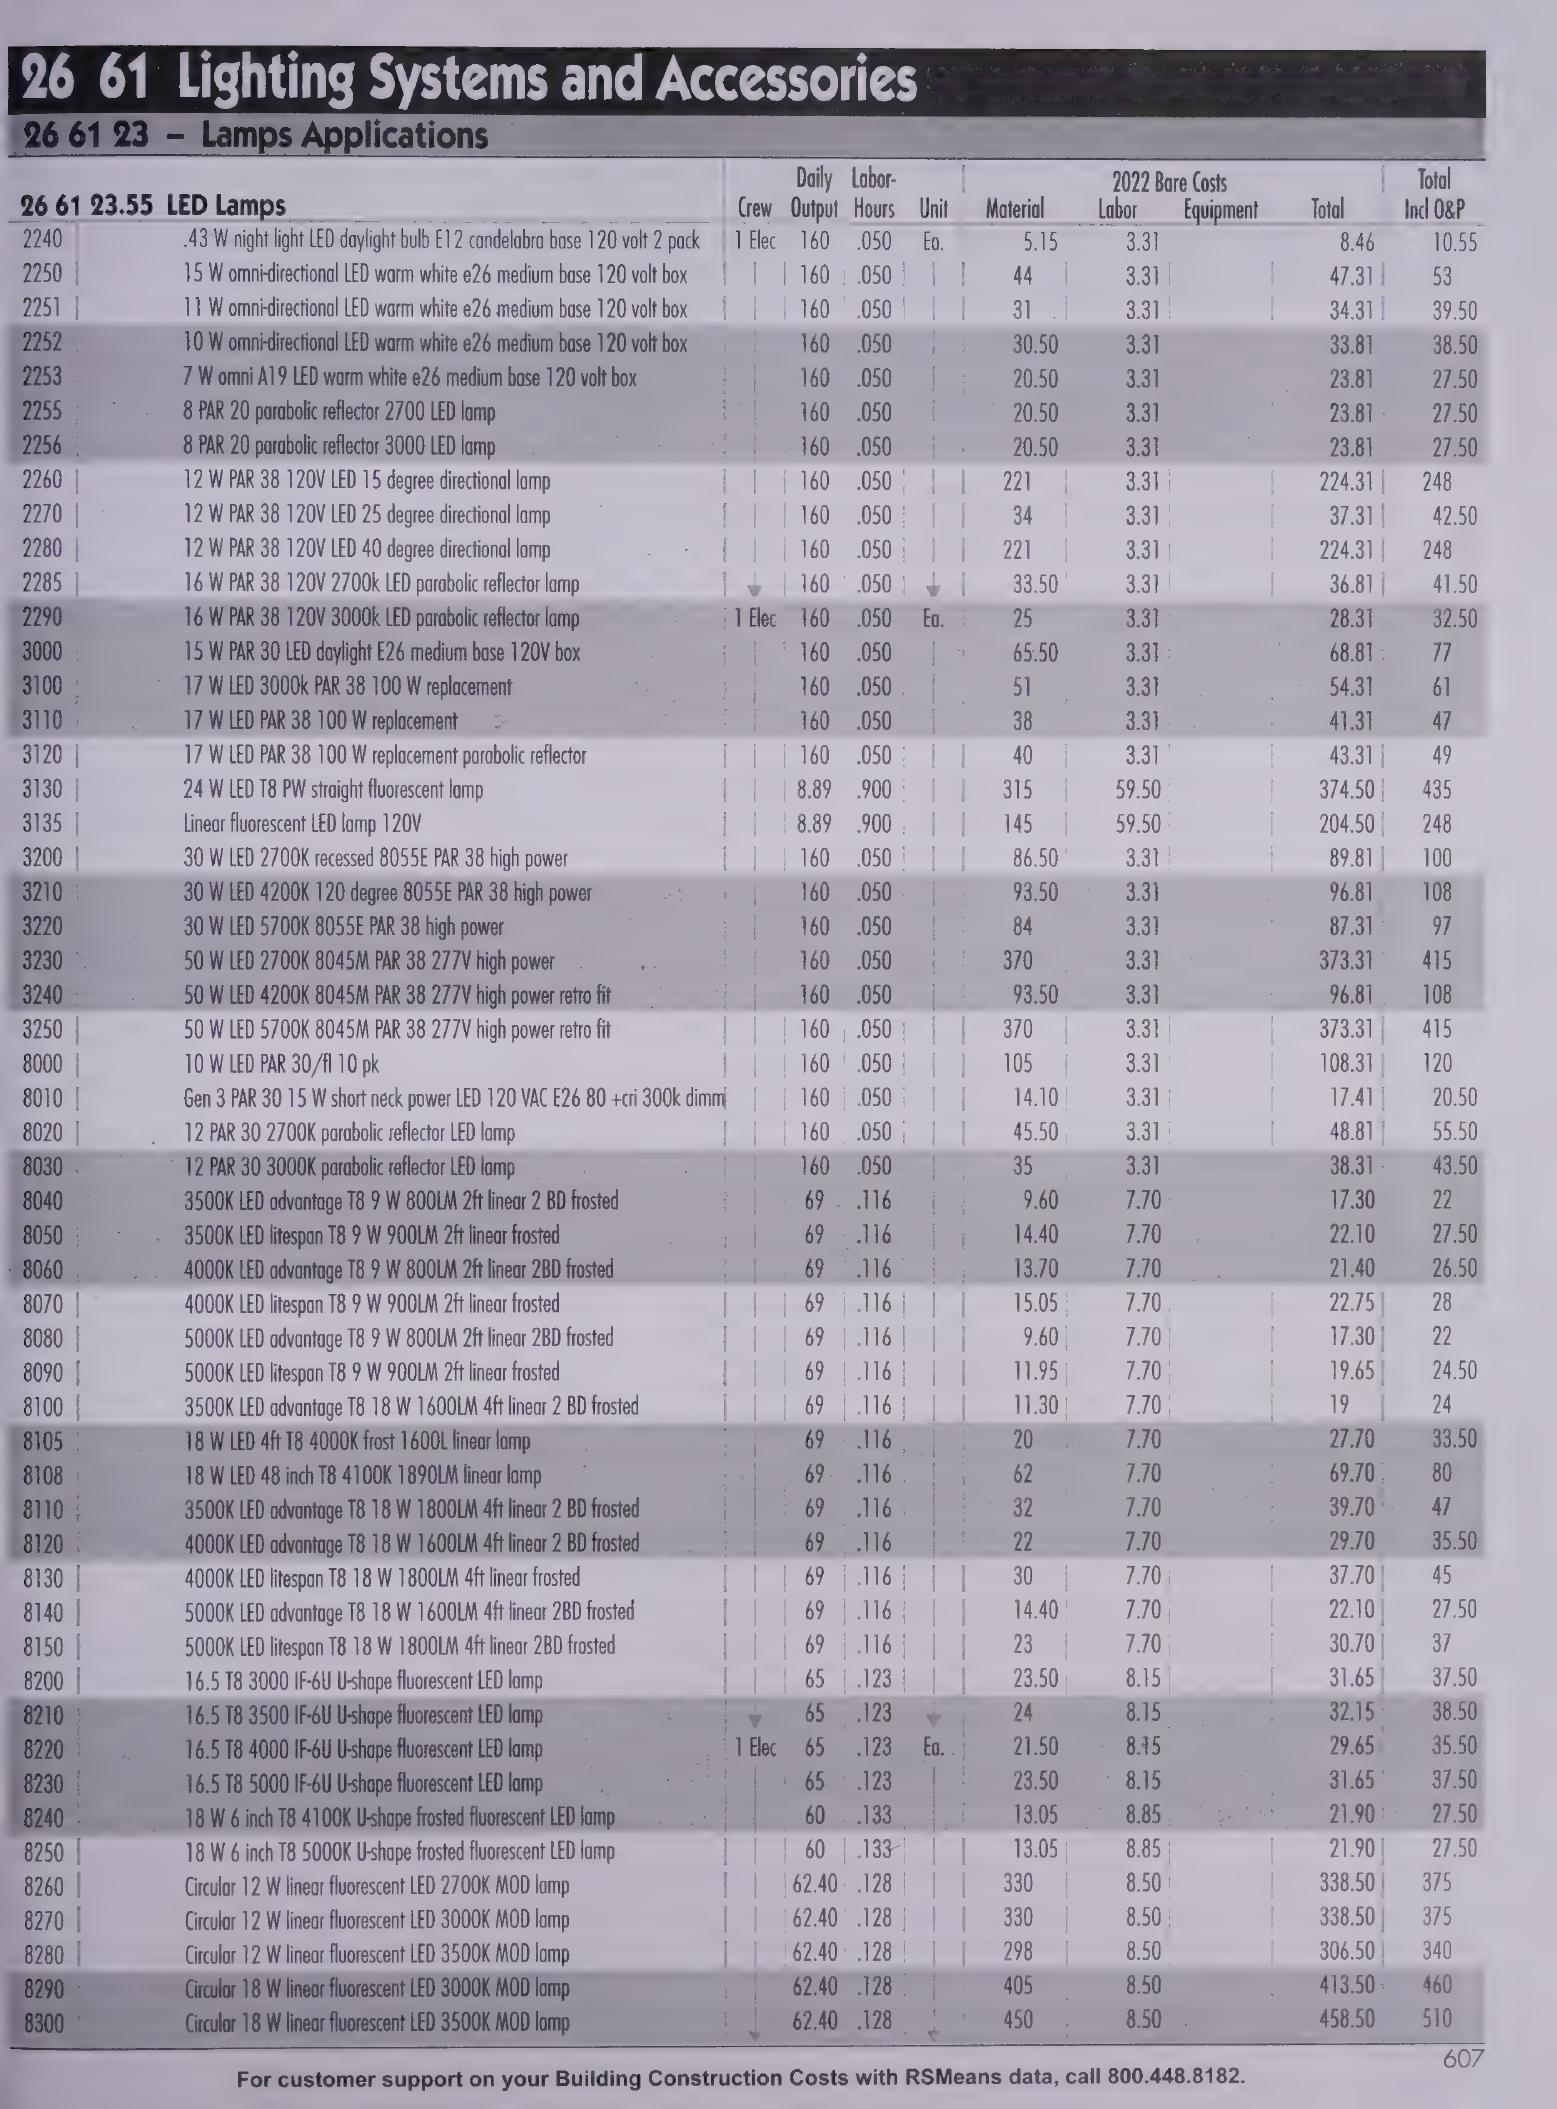 26 61 Lighting Systems and Accessories
26 61 23 – Lamps Applications
Daily Labor- 2022 Bare Costs Total
26 61 23.55 LED Lamps Crew Output Hours Unit Material Labor Equipment Total Incl O&P
2240 .43 W night light LED daylight bulb E12 candelabra base 120 volt 2 pack 1 Elec 160 .050 Ea. 5.15 3.31 8.46 10.55
2250 15 W omni-directional LED warm white e26 medium base 120 volt box 160 .050 44 3.31 47.31 53
2251 11 W omni-directional LED warm white e26 medium base 120 volt box 160 .050 31 3.31 34.31 39.50
2252 10 W omni-directional LED warm white e26 medium base 120 volt box 160 .050 30.50 3.31 33.81 38.50
2253 7 W omni A19 LED warm white e26 medium base 120 volt box 160 .050 20.50 3.31 23.81 27.50
2255 8 PAR 20 parabolic reflector 2700 LED lamp 160 .050 20.50 3.31 23.81 27.50
2256 8 PAR 20 parabolic reflector 3000 LED lamp 160 .050 20.50 3.31 23.81 27.50
2260 12 W PAR 38 120V LED 15 degree directional lamp 160 .050 221 3.31 224.31 248
2270 12 W PAR 38 120V LED 25 degree directional lamp 160 .050 34 3.31 37.31 42.50
2280 12 W PAR 38 120V LED 40 degree directional lamp 160 .050 221 3.31 224.31 248
2285 16 W PAR 38 120V 2700k LED parabolic reflector lamp 160 .050 33.50 3.31 36.81 41.50
2290 16 W PAR 38 120V 3000k LED parabolic reflector lamp 1 Elec 160 .050 Ea. 25 3.31 28.31 32.50
3000 15 W PAR 30 LED daylight E26 medium base 120V box 160 .050 65.50 3.31 68.81 77
3100 17 W LED 3000k PAR 38 100 W replacement 160 .050 51 3.31 54.31 61
3110 17 W LED PAR 38 100 W replacement 160 .050 38 3.31 41.31 47
3120 17 W LED PAR 38 100 W replacement parabolic reflector 160 .050 40 3.31 43.31 49
3130 24 W LED T8 PW straight fluorescent lamp 8.89 .900 315 59.50 374.50 435
3135 Linear fluorescent LED lamp 120V 8.89 .900 145 59.50 204.50 248
3200 30 W LED 2700K recessed 8055E PAR 38 high power 160 .050 86.50 3.31 89.81 100
3210 30 W LED 4200K 120 degree 8055E PAR 38 high power 160 .050 93.50 3.31 96.81 108
3220 30 W LED 5700K 8055E PAR 38 high power 160 .050 84 3.31 87.31 97
3230 50 W LED 2700K 8045M PAR 38 277V high power 160 .050 370 3.31 373.31 415
3240 50 W LED 4200K 8045M PAR 38 277V high power retro fit 160 .050 93.50 3.31 96.81 108
3250 50 W LED 5700K 8045M PAR 38 277V high power retro fit 160 .050 370 3.31 373.31 415
8000 10 W LED PAR 30/fl 10 pk 160 .050 105 3.31 108.31 120
8010 Gen 3 PAR 30 15 W short neck power LED 120 VAC E26 80 +cri 300k dimm 160 .050 14.10 3.31 17.41 20.50
8020 12 PAR 30 2700K parabolic reflector LED lamp 160 .050 45.50 3.31 48.81 55.50
8030 12 PAR 30 3000K parabolic reflector LED lamp 160 .050 35 3.31 38.31 43.50
8040 3500K LED advantage T8 9 W 800LM 2ft linear 2 BD frosted 69 .116 9.60 7.70 17.30 22
8050 3500K LED litespan T8 9 W 900LM 2ft linear frosted 69 .116 14.40 7.70 22.10 27.50
8060 4000K LED advantage T8 9 W 800LM 2ft linear 2BD frosted 69 .116 13.70 7.70 21.40 26.50
8070 4000K LED litespan T8 9 W 900LM 2ft linear frosted 69 .116 15.05 7.70 22.75 28
8080 5000K LED advantage T8 9 W 800LM 2ft linear 2BD frosted 69 .116 9.60 7.70 17.30 22
8090 5000K LED litespan T8 9 W 900LM 2ft linear frosted 69 .116 11.95 7.70 19.65 24.50
8100 3500K LED advantage T8 18 W 1600LM 4ft linear 2 BD frosted 69 .116 11.30 7.70 19 24
8105 18 W LED 4ft T8 4000K frost 1600L linear lamp 69 .116 20 7.70 27.70 33.50
8108 18 W LED 48 inch T8 4100K 1890LM linear lamp 69 .116 62 7.70 69.70 80
8110 3500K LED advantage T8 18 W 1800LM 4ft linear 2 BD frosted 69 .116 32 7.70 39.70 47
8120 4000K LED advantage T8 18 W 1600LM 4ft linear 2 BD frosted 69 .116 22 7.70 29.70 35.50
8130 4000K LED litespan T8 18 W 1800LM 4ft linear frosted 69 .116 30 7.70 37.70 45
8140 5000K LED advantage T8 18 W 1600LM 4ft linear 2BD frosted 69 .116 14.40 7.70 22.10 27.50
8150 5000K LED litespan T8 18 W 1800LM 4ft linear 2BD frosted 69 .116 23 7.70 30.70 37
8200 16.5 T8 3000 IF-6U U-shape fluorescent LED lamp 65 .123 23.50 8.15 31.65 37.50
8210 16.5 T8 3500 IF-6U U-shape fluorescent LED lamp 65 .123 24 8.15 32.15 38.50
8220 16.5 T8 4000 IF-6U U-shape fluorescent LED lamp 1 Elec 65 .123 Ea. 21.50 8.15 29.65 35.50
8230 16.5 T8 5000 IF-6U U-shape fluorescent LED lamp 65 .123 23.50 8.15 31.65 37.50
8240 18 W 6 inch T8 4100K U-shape frosted fluorescent LED lamp 60 .133 13.05 8.85 21.90 27.50
8250 18 W 6 inch T8 5000K U-shape frosted fluorescent LED lamp 60 .133 13.05 8.85 21.90 27.50
8260 Circular 12 W linear fluorescent LED 2700K MOD lamp 62.40 .128 330 8.50 338.50 375
8270 Circular 12 W linear fluorescent LED 3000K MOD lamp 62.40 .128 330 8.50 338.50 375
8280 Circular 12 W linear fluorescent LED 3500K MOD lamp 62.40 .128 298 8.50 306.50 340
8290 Circular 18 W linear fluorescent LED 3000K MOD lamp 62.40 .128 405 8.50 413.50 460
8300 Circular 18 W linear fluorescent LED 3500K MOD lamp 62.40 .128 450 8.50 458.50 510
607
For customer support on your Building Construction Costs with RSMeans data, call 800.448.8182.